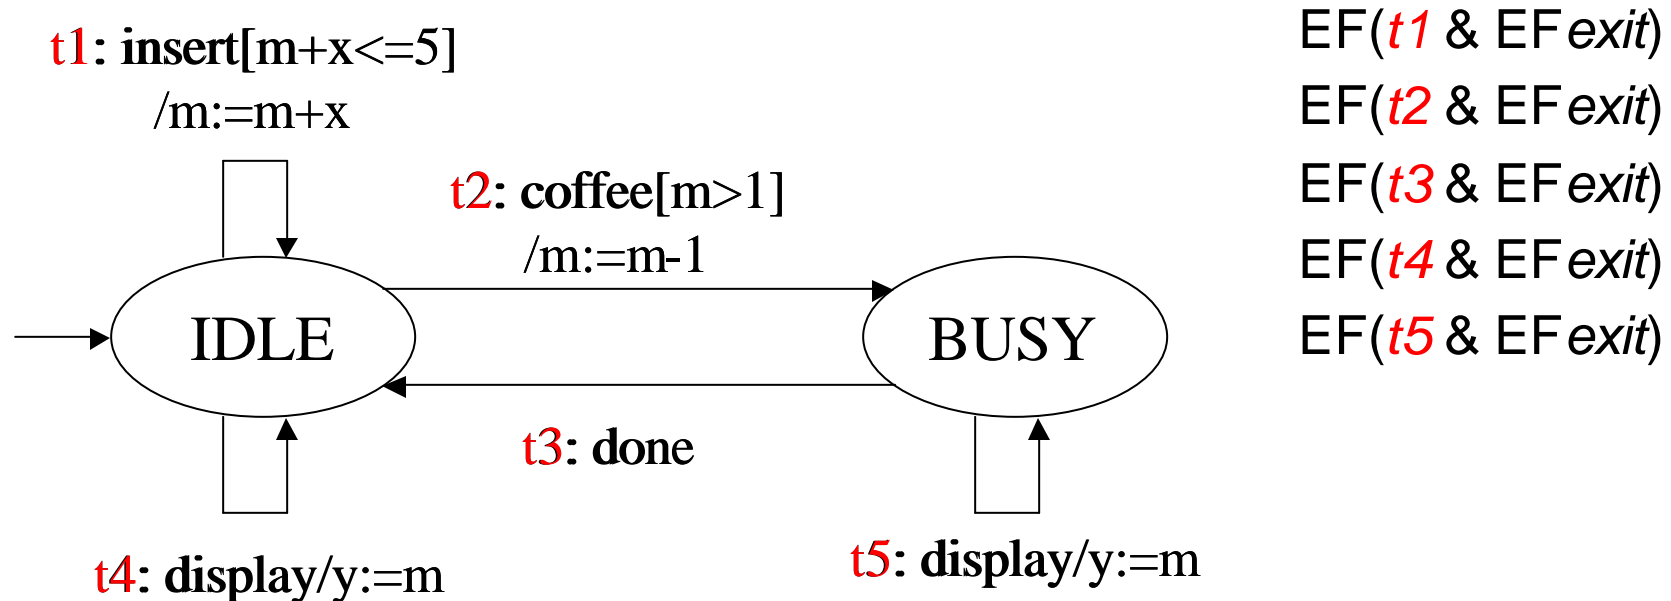 t1: insert[m+x<=5]
/m:=m+x
t2: coffee[m>1]
/m:=m-1
IDLE
BUSY
t3: done
t4: display/y:=m
t5: display/y:=m
EF(t1 & EFexit)
EF(t2 & EFexit)
EF(t3 & EFexit)
EF(t4 & EFexit)
EF(t5 & EFexit)